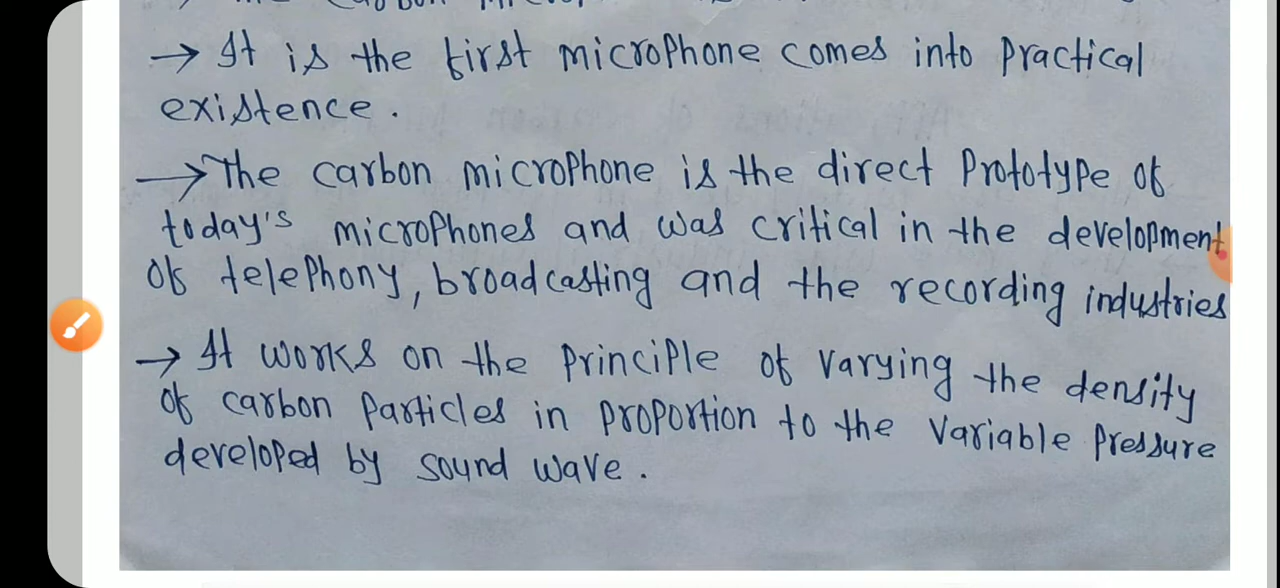 → It is the first microphone comes into practical
existence.
→ The carbon microphone is the direct Prototype of
today's microphones and was critical in the development
of telephony, broadcasting and the recording industries
→ It works on the principle of varying the density
of carbon particles in proportion to the variable pressure
developed by sound wave.